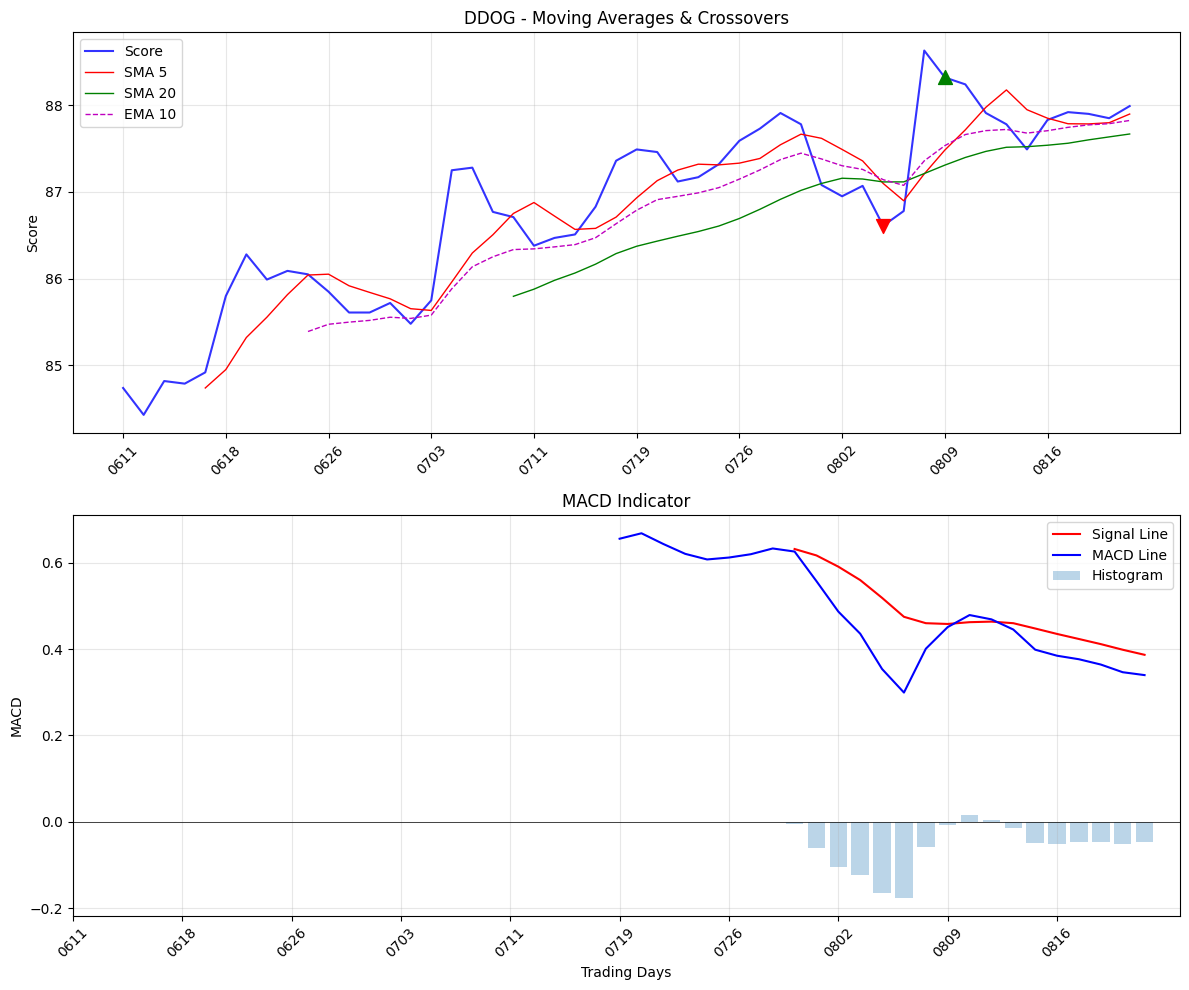 DDOG - Moving Averages & Crossovers
Score
SMA 5
SMA 20
EMA 10
Score
88
87
86
85
0611
0618
0626
0703
0711
0719
0726
0802
0809
0816
MACD Indicator
Signal Line
MACD Line
Histogram
MACD
0.6
0.4
0.2
0.0
−0.2
0611
0618
0626
0703
0711
0719
0726
0802
0809
0816
Trading Days